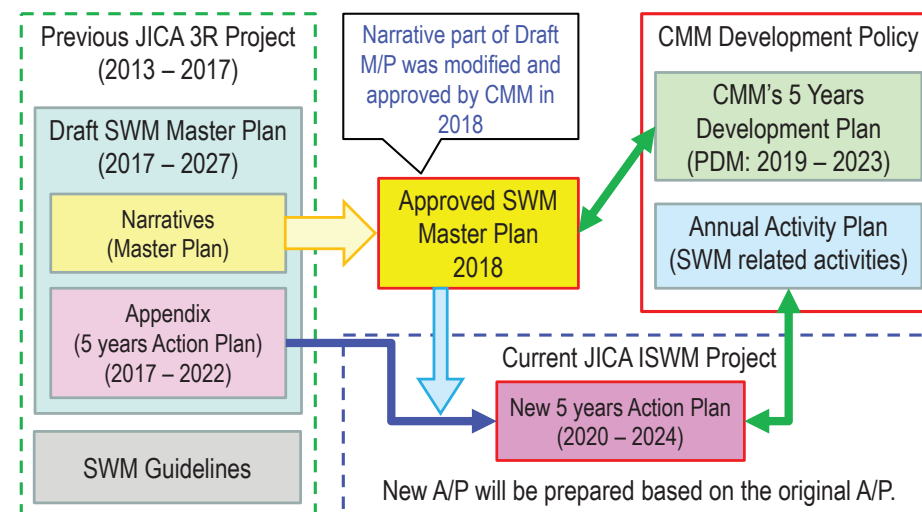 Previous JICA 3R Project
(2013 – 2017)
Draft SWM Master Plan
(2017 – 2027)
Narratives
(Master Plan)
Appendix
(5 years Action Plan)
(2017 – 2022)
SWM Guidelines
Narrative part of Draft
M/P was modified and
approved by CMM in
2018
Approved SWM
Master Plan
2018
CMM Development Policy
CMM's 5 Years
Development Plan
(PDM: 2019 – 2023)
Annual Activity Plan
(SWM related activities)
Current JICA ISWM Project
New 5 years Action Plan
(2020 – 2024)
New A/P will be prepared based on the original A/P.